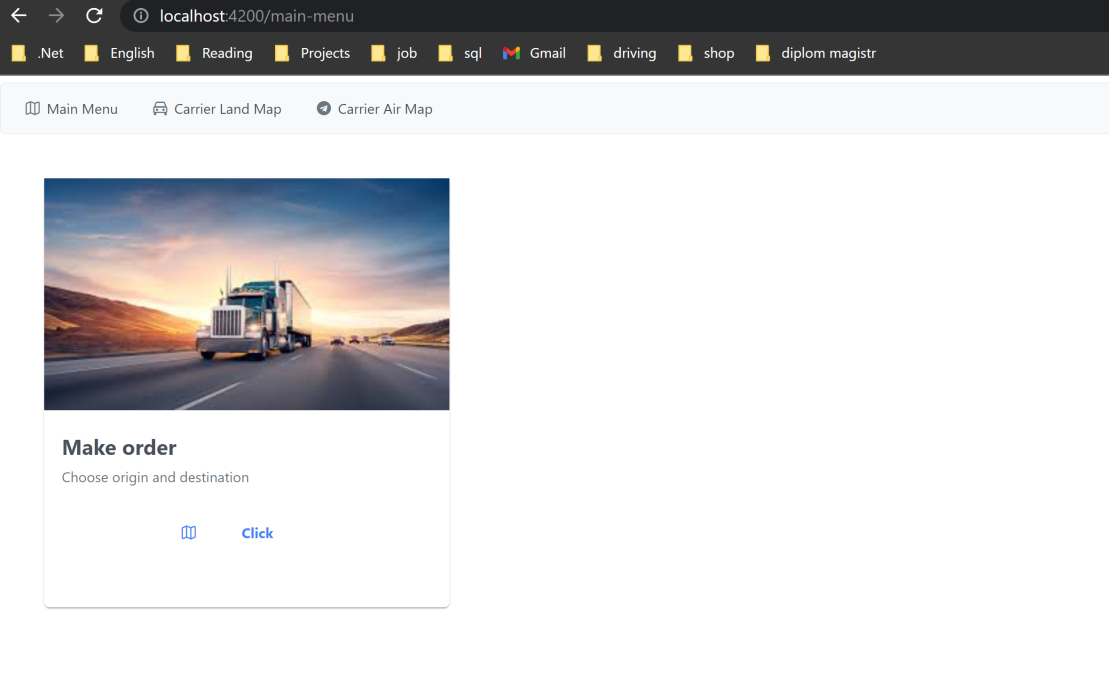 localhost:4200/main-menu
.Net English Reading Projects job sql Gmail driving shop diplom magistr
Main Menu Carrier Land Map Carrier Air Map
Make order
Choose origin and destination
Click